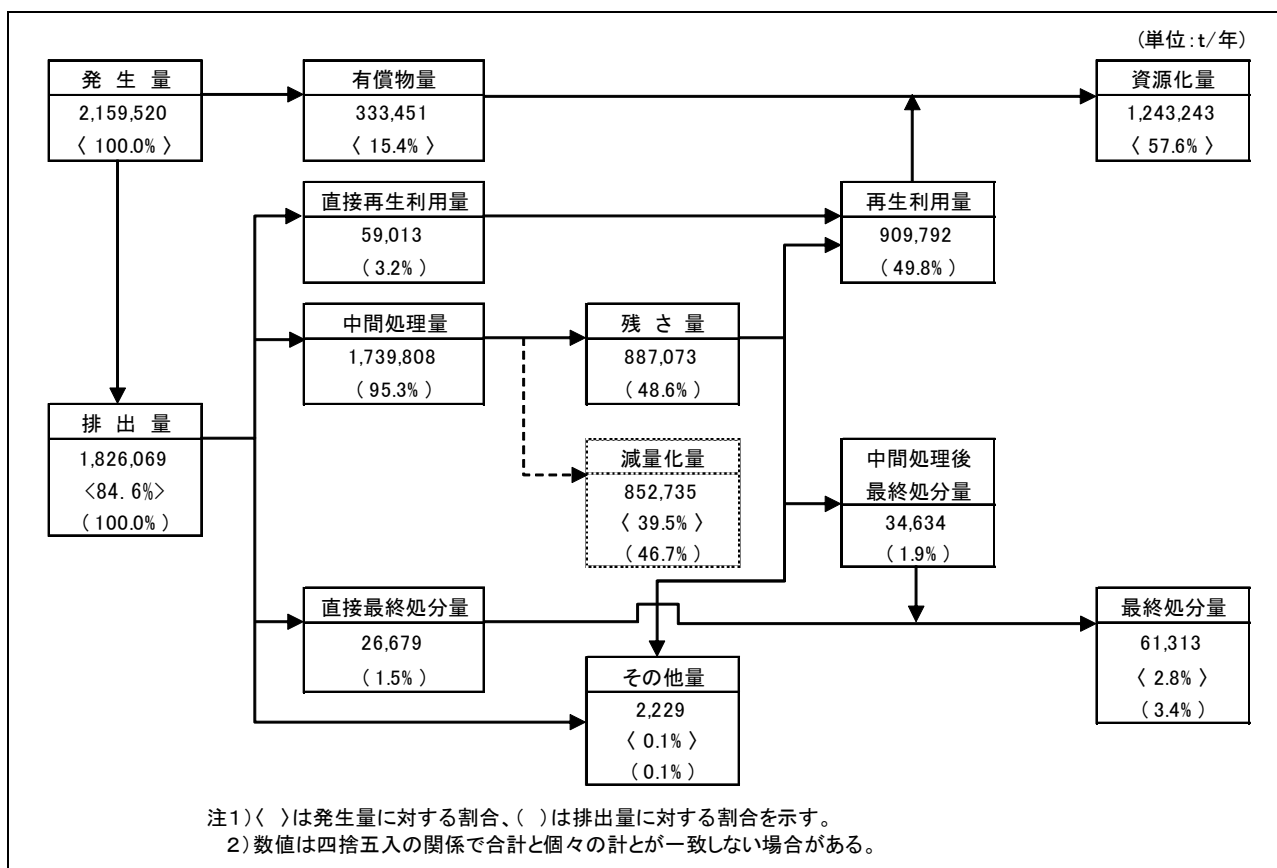 (単位:t/年)
発 生 量
2,159,520
〈 100.0% 〉
有償物量
333,451
〈 15.4% 〉
資源化量
1,243,243
〈 57.6% 〉
直接再生利用量
59,013
( 3.2% )
再生利用量
909,792
( 49.8% )
中間処理量
1,739,808
( 95.3% )
残 さ 量
887,073
( 48.6% )
排 出 量
1,826,069
<84. 6%>
( 100.0% )
減量化量
852,735
〈 39.5% 〉
( 46.7% )
中間処理後
最終処分量
34,634
( 1.9% )
直接最終処分量
26,679
( 1.5% )
最終処分量
61,313
〈 2.8% 〉
( 3.4% )
その他量
2,229
〈 0.1% 〉
( 0.1% )
注1)〈 〉は発生量に対する割合、( )は排出量に対する割合を示す。
2)数値は四捨五入の関係で合計と個々の計とが一致しない場合がある。